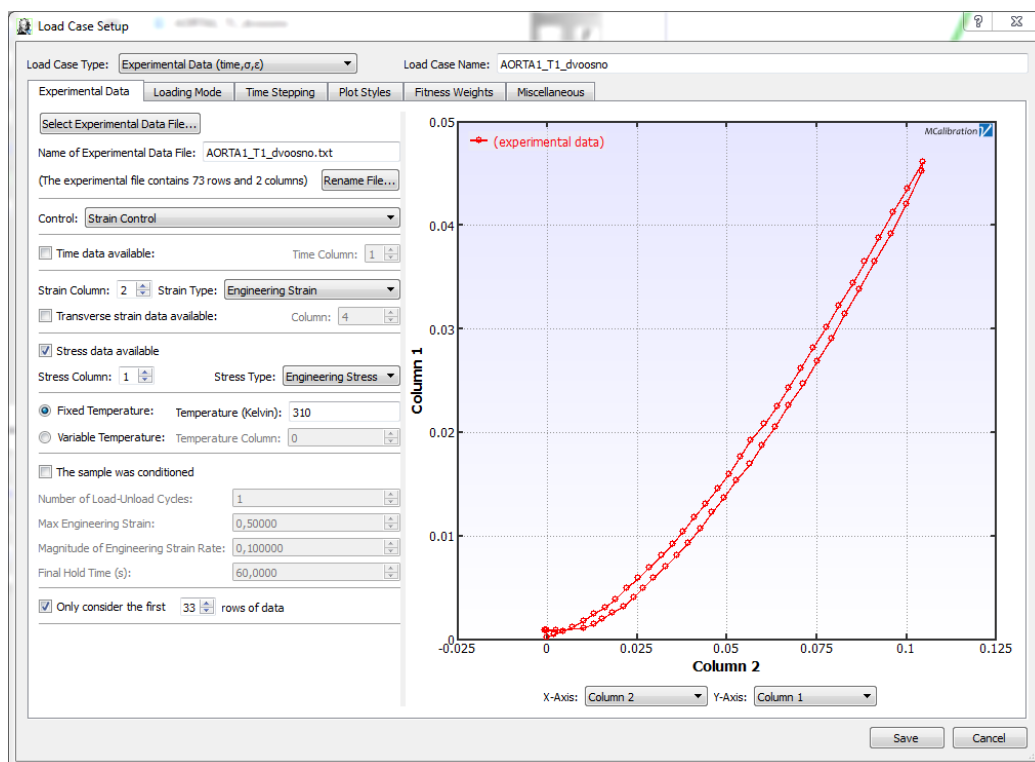 Load Case Setup
Load Case Type: Experimental Data (time,σ,ε) Load Case Name: AORTA1_T1_dvoosno
Experimental Data Loading Mode Time Stepping Plot Styles Fitness Weights Miscellaneous
Select Experimental Data File...
Name of Experimental Data File: AORTA1_T1_dvoosno.txt
(The experimental file contains 73 rows and 2 columns) Rename File...
Control: Strain Control
Time data available: Time Column: 1
Strain Column: 2 Strain Type: Engineering Strain
Transverse strain data available: Column: 4
Stress data available
Stress Column: 1 Stress Type: Engineering Stress
Fixed Temperature: Temperature (Kelvin): 310
Variable Temperature: Temperature Column: 0
The sample was conditioned
Number of Load-Unload Cycles: 1
Max Engineering Strain: 0,50000
Magnitude of Engineering Strain Rate: 0,100000
Final Hold Time (s): 60,0000
Only consider the first 33 rows of data
MCalibration
(experimental data)
Column 1
0.05
0.04
0.03
0.02
0.01
0
-0.025 0 0.025 0.05 0.075 0.1 0.125
Column 2
X-Axis: Column 2 Y-Axis: Column 1
Save Cancel